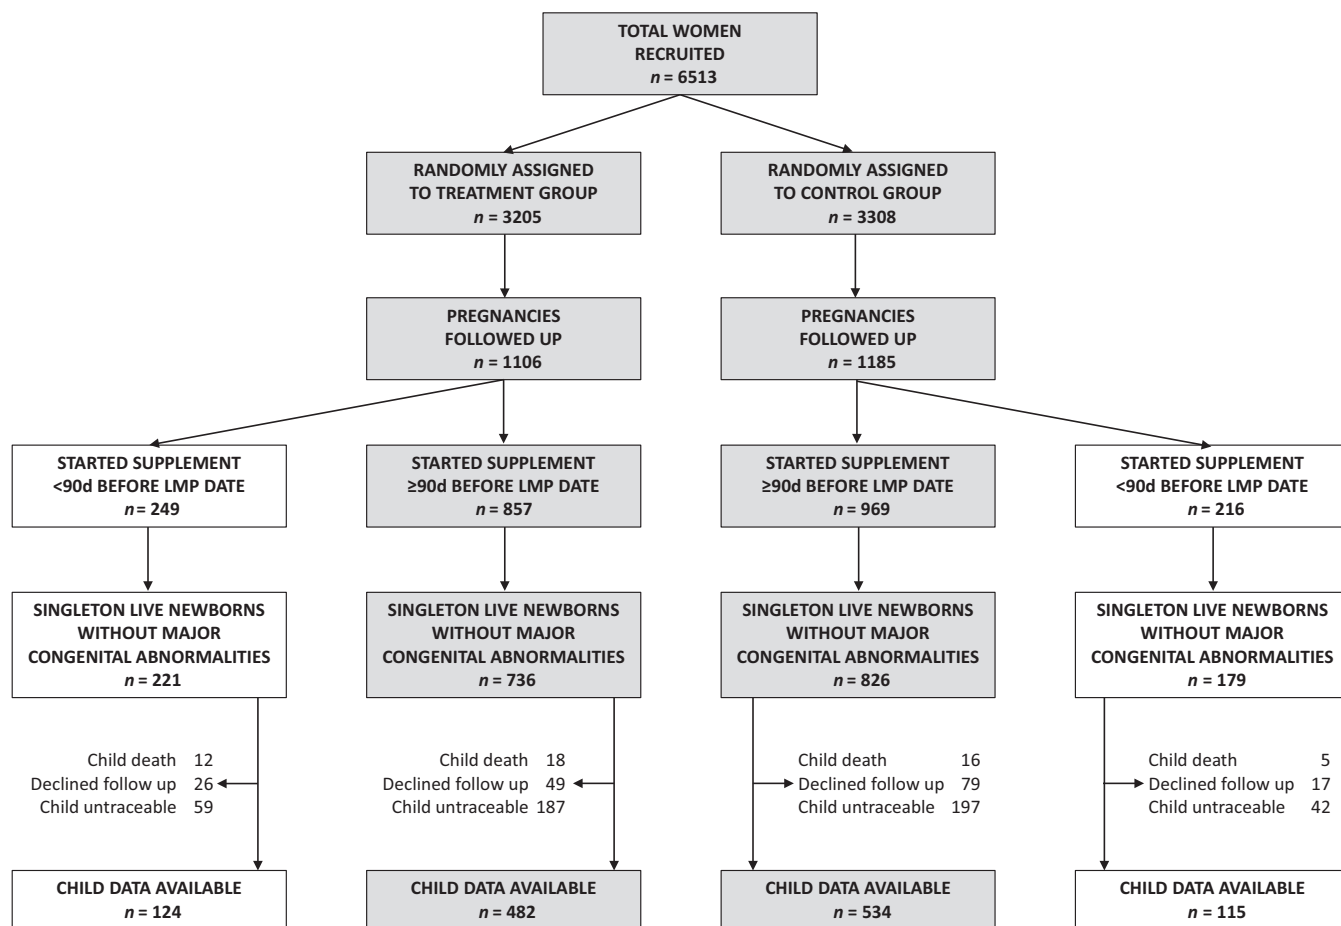 TOTAL WOMEN
RECRUITED
n = 6513
RANDOMLY ASSIGNED
TO TREATMENT GROUP
n = 3205
RANDOMLY ASSIGNED
TO CONTROL GROUP
n = 3308
PREGNANCIES
FOLLOWED UP
n = 1106
PREGNANCIES
FOLLOWED UP
n = 1185
STARTED SUPPLEMENT
<90d BEFORE LMP DATE
n = 249
STARTED SUPPLEMENT
≥90d BEFORE LMP DATE
n = 857
STARTED SUPPLEMENT
≥90d BEFORE LMP DATE
n = 969
STARTED SUPPLEMENT
<90d BEFORE LMP DATE
n = 216
SINGLETON LIVE NEWBORNS
WITHOUT MAJOR
CONGENITAL ABNORMALITIES
n = 221
SINGLETON LIVE NEWBORNS
WITHOUT MAJOR
CONGENITAL ABNORMALITIES
n = 736
SINGLETON LIVE NEWBORNS
WITHOUT MAJOR
CONGENITAL ABNORMALITIES
n = 826
SINGLETON LIVE NEWBORNS
WITHOUT MAJOR
CONGENITAL ABNORMALITIES
n = 179
Child death 12
Declined follow up 26
Child untraceable 59
Child death 18
Declined follow up 49
Child untraceable 187
Child death 16
Declined follow up 79
Child untraceable 197
Child death 5
Declined follow up 17
Child untraceable 42
CHILD DATA AVAILABLE
n = 124
CHILD DATA AVAILABLE
n = 482
CHILD DATA AVAILABLE
n = 534
CHILD DATA AVAILABLE
n = 115